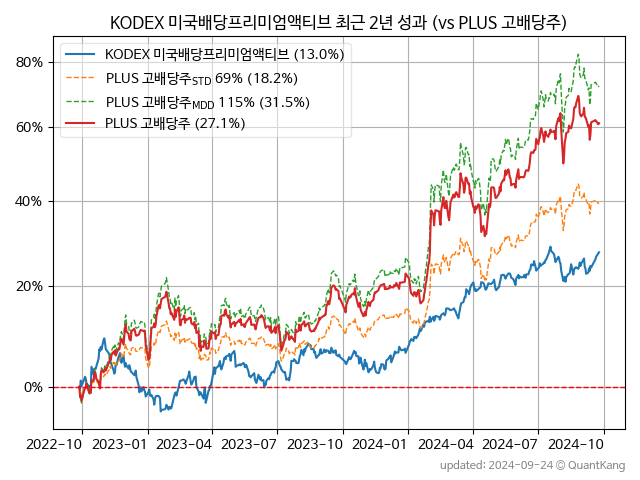 KODEX 미국배당프리미엄액티브 최근 2년 성과 (vs PLUS 고배당주)
KODEX 미국배당프리미엄액티브 (13.0%)
PLUS 고배당주STD 69% (18.2%)
PLUS 고배당주MDD 115% (31.5%)
PLUS 고배당주 (27.1%)
80%
60%
40%
20%
0%
2022-10 2023-01 2023-04 2023-07 2023-10 2024-01 2024-04 2024-07 2024-10
updated: 2024-09-24 © QuantKang